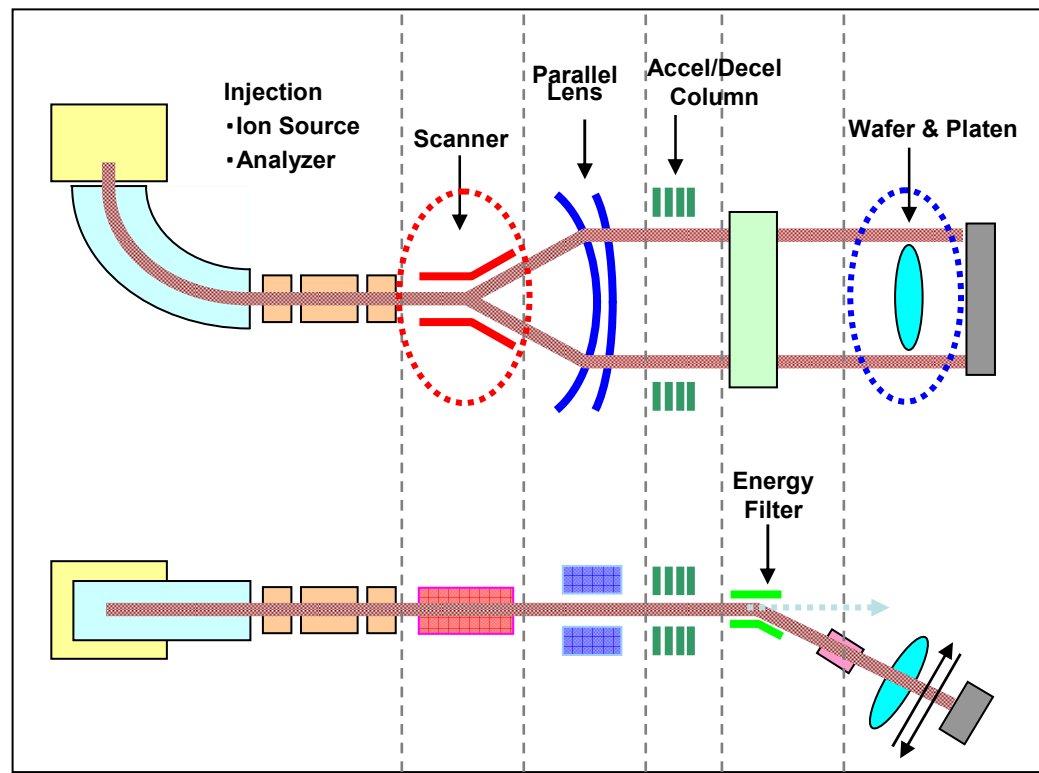 Injection
・Ion Source
・Analyzer
Scanner
Parallel
Lens
Accel/Decel
Column
Wafer & Platen
Energy
Filter